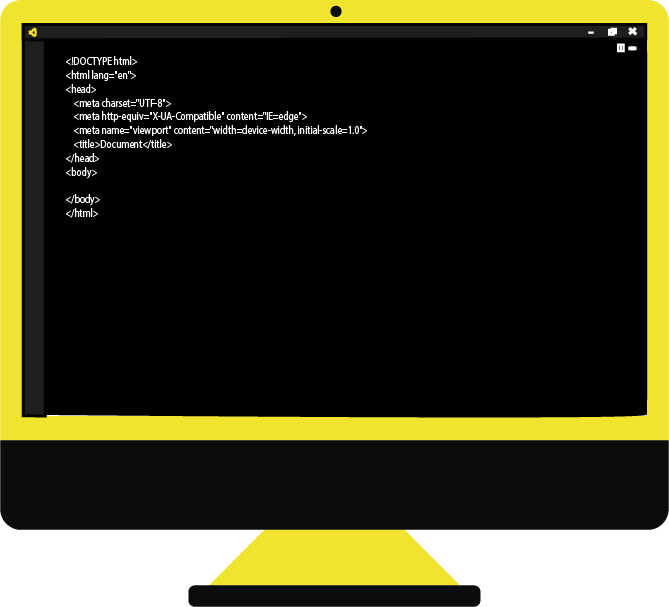 <!DOCTYPE html>
<html lang="en">
<head>
<meta charset="UTF-8">
<meta http-equiv="X-UA-Compatible" content="IE=edge">
<meta name="viewport" content="width=device-width, initial-scale=1.0">
<title>Document</title>
</head>
<body>
</body>
</html>